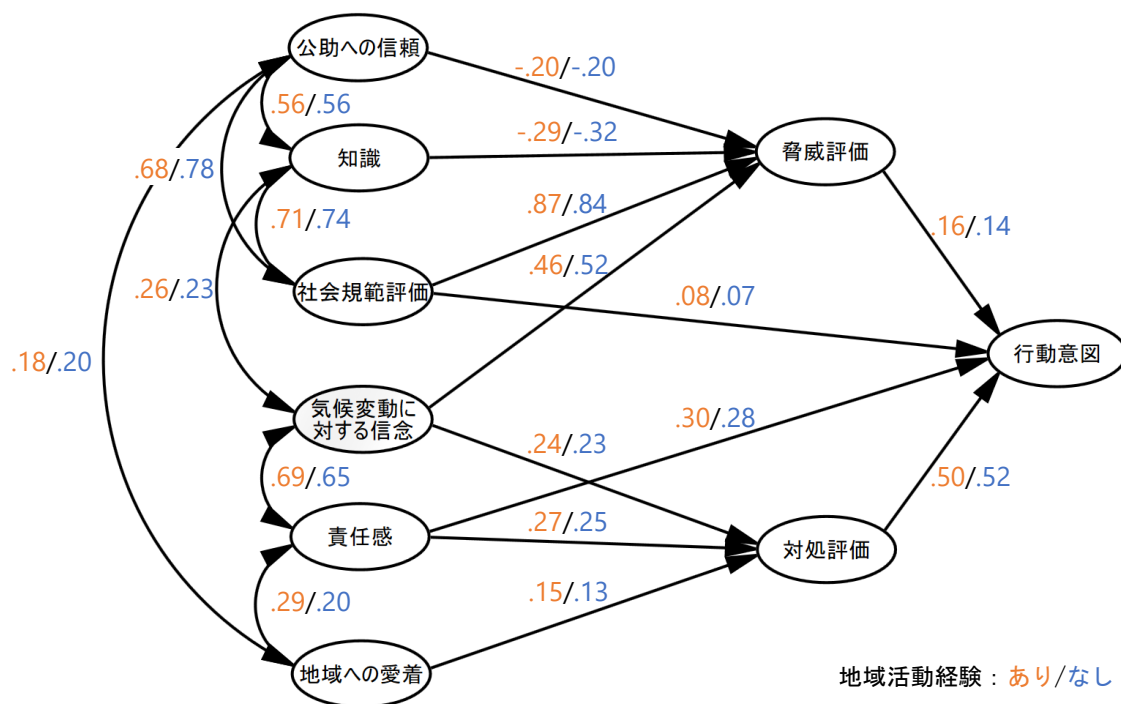 公助への信頼
-.20/-.20
.56/.56
知識
-.29/-.32
脅威評価
.68/.78
.71/.74
.87/.84
.16/.14
.26/.23
社会規範評価
.46/.52
.08/.07
行動意図
.18/.20
気候変動に
対する信念
.30/.28
.24/.23
.69/.65
.50/.52
責任感
.27/.25
対処評価
.29/.20
.15/.13
地域への愛着
地域活動経験：あり/なし